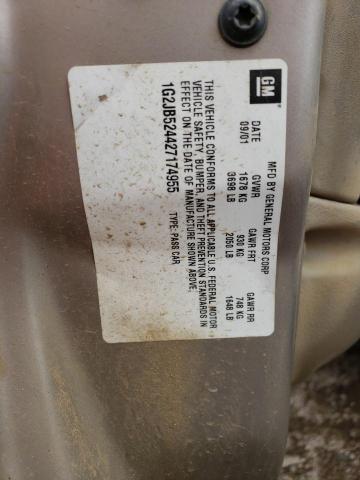 GM
MFD BY GENERAL MOTORS CORP
DATE GVWR GAWR FRT GAWR RR
09/01 1678 KG 930 KG 748 KG
3698 LB 2050 LB 1648 LB
THIS VEHICLE CONFORMS TO ALL APPLICABLE U.S. FEDERAL MOTOR
VEHICLE SAFETY, BUMPER, AND THEFT PREVENTION STANDARDS IN
EFFECT ON THE DATE OF MANUFACTURE SHOWN ABOVE.
1G2JB524427174955 TYPE: PASS CAR